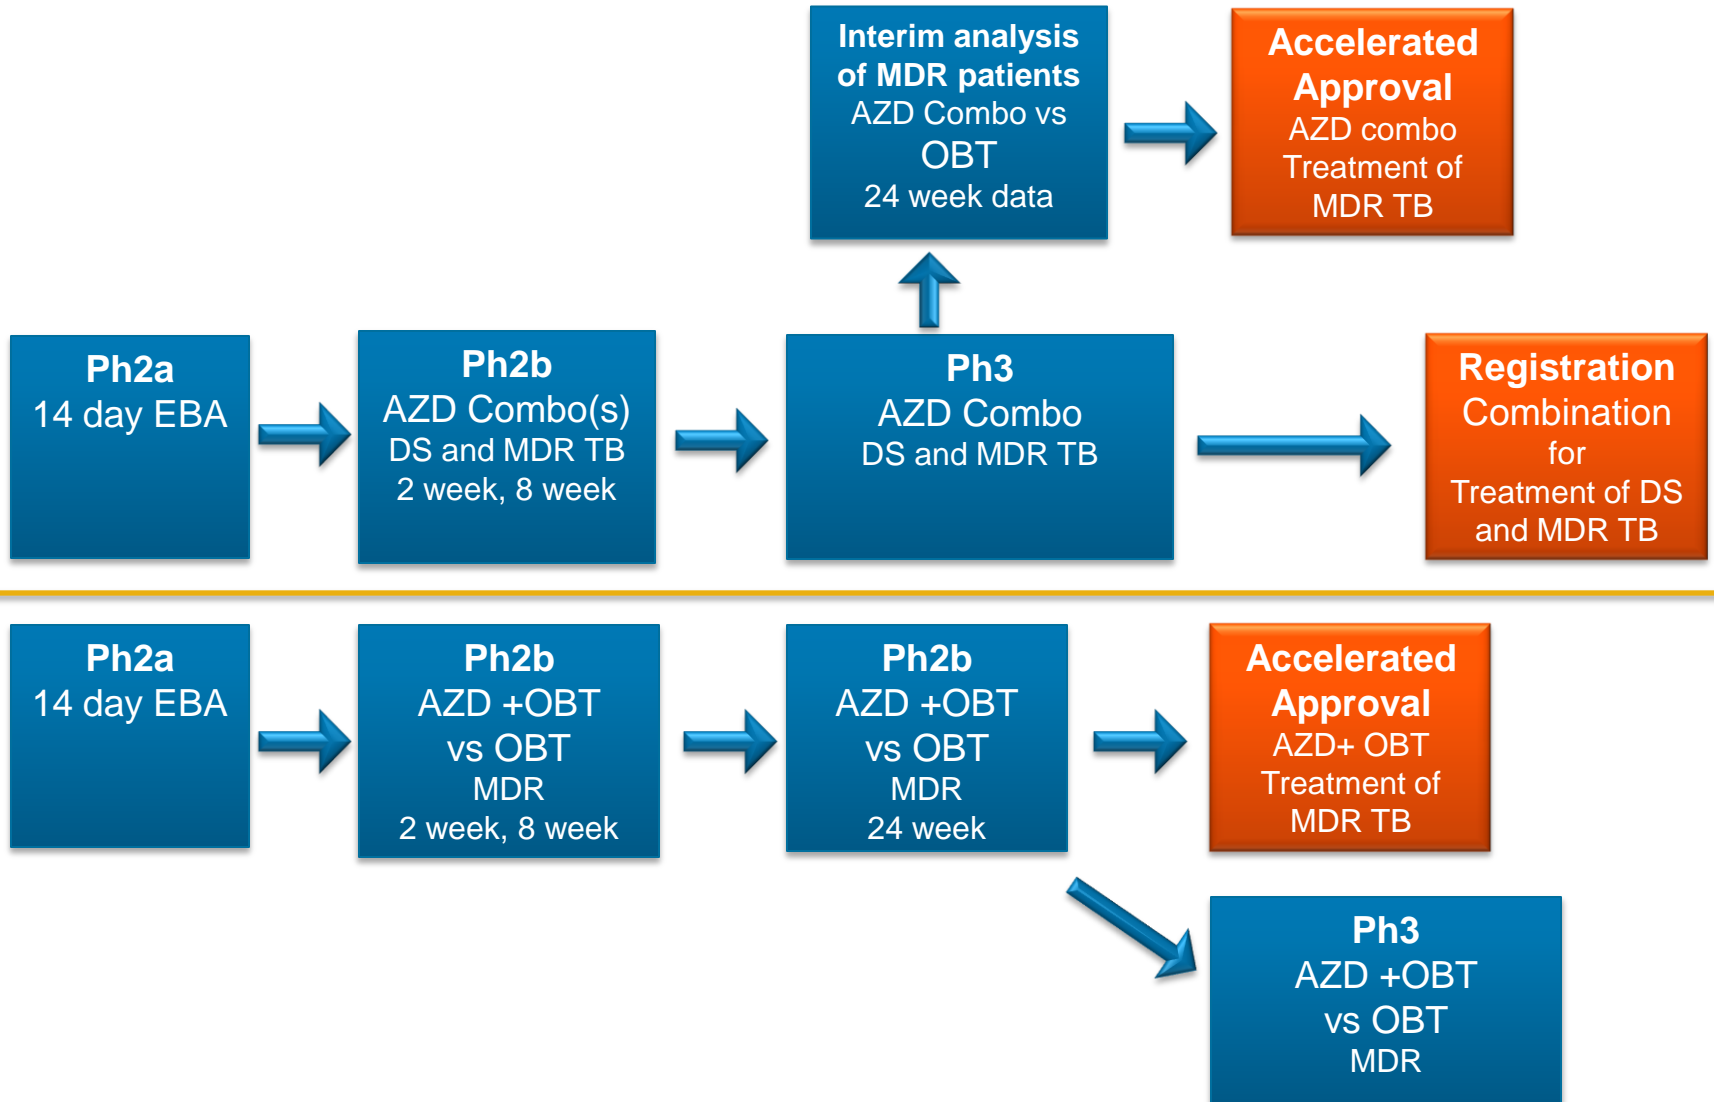 Interim analysis
of MDR patients
AZD Combo vs
OBT
24 week data
Accelerated
Approval
AZD combo
Treatment of
MDR TB
Ph2a
14 day EBA
Ph2b
AZD Combo(s)
DS and MDR TB
2 week, 8 week
Ph3
AZD Combo
DS and MDR TB
Registration
Combination
for
Treatment of DS
and MDR TB
Ph2a
14 day EBA
Ph2b
AZD +OBT
vs OBT
MDR
2 week, 8 week
Ph2b
AZD +OBT
vs OBT
MDR
24 week
Accelerated
Approval
AZD+ OBT
Treatment of
MDR TB
Ph3
AZD +OBT
vs OBT
MDR